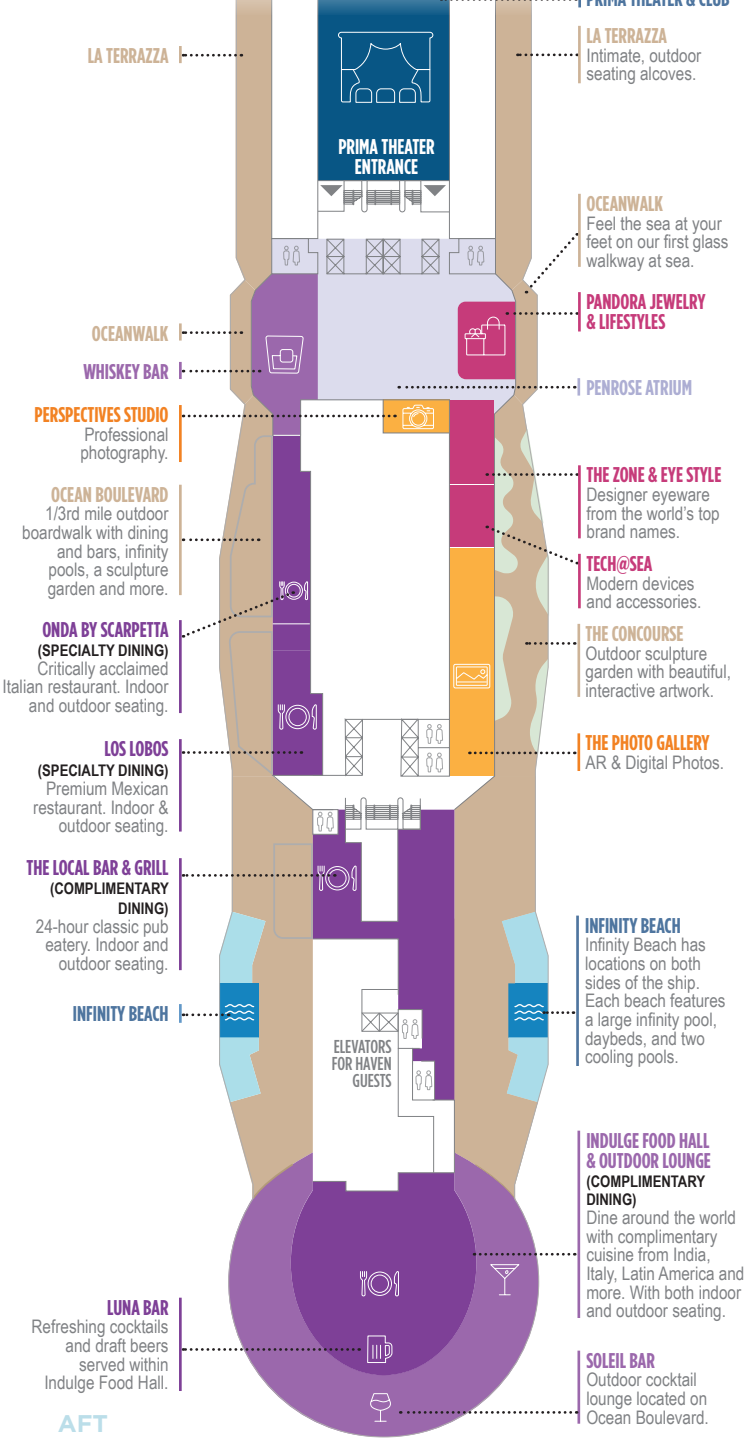 PRIMA THEATER & CLUB
LA TERRAZZA
LA TERRAZZA
Intimate, outdoor
seating alcoves.
PRIMA THEATER
ENTRANCE
OCEANWALK
Feel the sea at your
feet on our first glass
walkway at sea.
PANDORA JEWELRY
& LIFESTYLES
OCEANWALK
WHISKEY BAR
PENROSE ATRIUM
PERSPECTIVES STUDIO
Professional
photography.
THE ZONE & EYE STYLE
Designer eyeware
from the world's top
brand names.
OCEAN BOULEVARD
1/3rd mile outdoor
boardwalk with dining
and bars, infinity
pools, a sculpture
garden and more.
TECH@SEA
Modern devices
and accessories.
ONDA BY SCARPETTA
(SPECIALTY DINING)
Critically acclaimed
Italian restaurant. Indoor
and outdoor seating.
THE CONCOURSE
Outdoor sculpture
garden with beautiful,
interactive artwork.
LOS LOBOS
(SPECIALTY DINING)
Premium Mexican
restaurant. Indoor &
outdoor seating.
THE PHOTO GALLERY
AR & Digital Photos.
THE LOCAL BAR & GRILL
(COMPLIMENTARY
DINING)
24-hour classic pub
eatery. Indoor and
outdoor seating.
INFINITY BEACH
INFINITY BEACH
Infinity Beach has
locations on both
sides of the ship.
Each beach features
a large infinity pool,
daybeds, and two
cooling pools.
ELEVATORS
FOR HAVEN
GUESTS
INDULGE FOOD HALL
& OUTDOOR LOUNGE
(COMPLIMENTARY
DINING)
Dine around the world
with complimentary
cuisine from India,
Italy, Latin America and
more. With both indoor
and outdoor seating.
LUNA BAR
Refreshing cocktails
and draft beers
served within
Indulge Food Hall.
SOLEIL BAR
Outdoor cocktail
lounge located on
Ocean Boulevard.
AFT